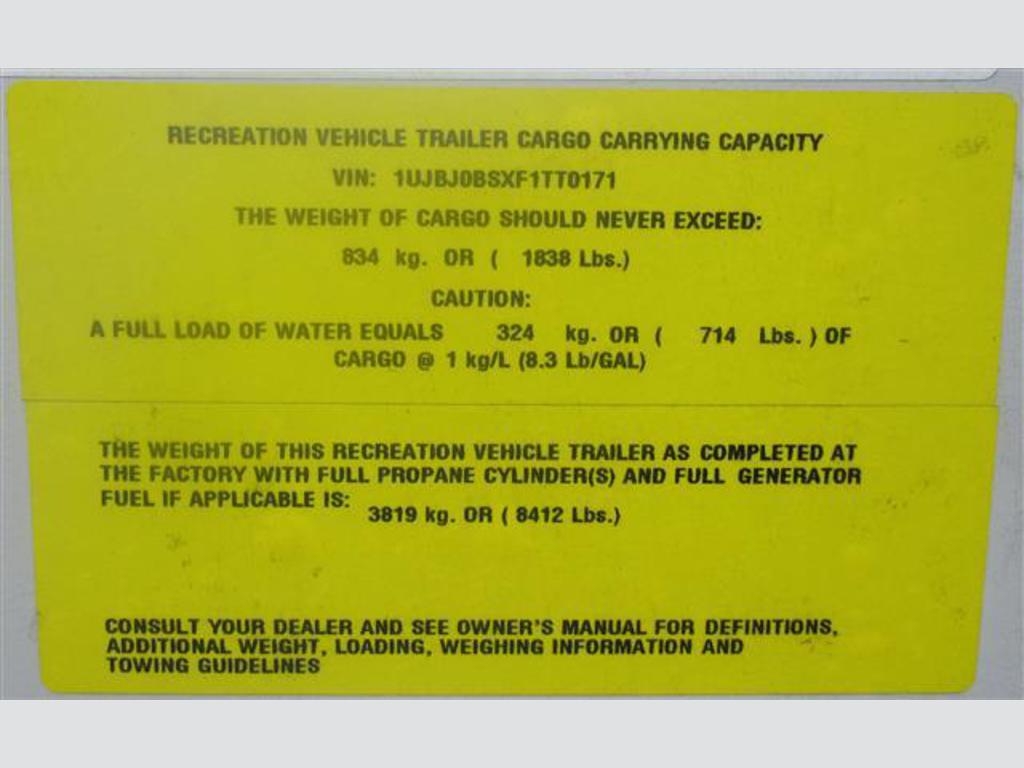 RECREATION VEHICLE TRAILER CARGO CARRYING CAPACITY
VIN: 1UJBJ0BSXF1TT0171
THE WEIGHT OF CARGO SHOULD NEVER EXCEED:
834 kg. OR ( 1838 Lbs.)
CAUTION:
A FULL LOAD OF WATER EQUALS 324 kg. OR ( 714 Lbs. ) OF
CARGO @ 1 kg/L (8.3 Lb/GAL)
THE WEIGHT OF THIS RECREATION VEHICLE TRAILER AS COMPLETED AT
THE FACTORY WITH FULL PROPANE CYLINDER(S) AND FULL GENERATOR
FUEL IF APPLICABLE IS: 3819 kg. OR ( 8412 Lbs.)
CONSULT YOUR DEALER AND SEE OWNER'S MANUAL FOR DEFINITIONS,
ADDITIONAL WEIGHT, LOADING, WEIGHING INFORMATION AND
TOWING GUIDELINES